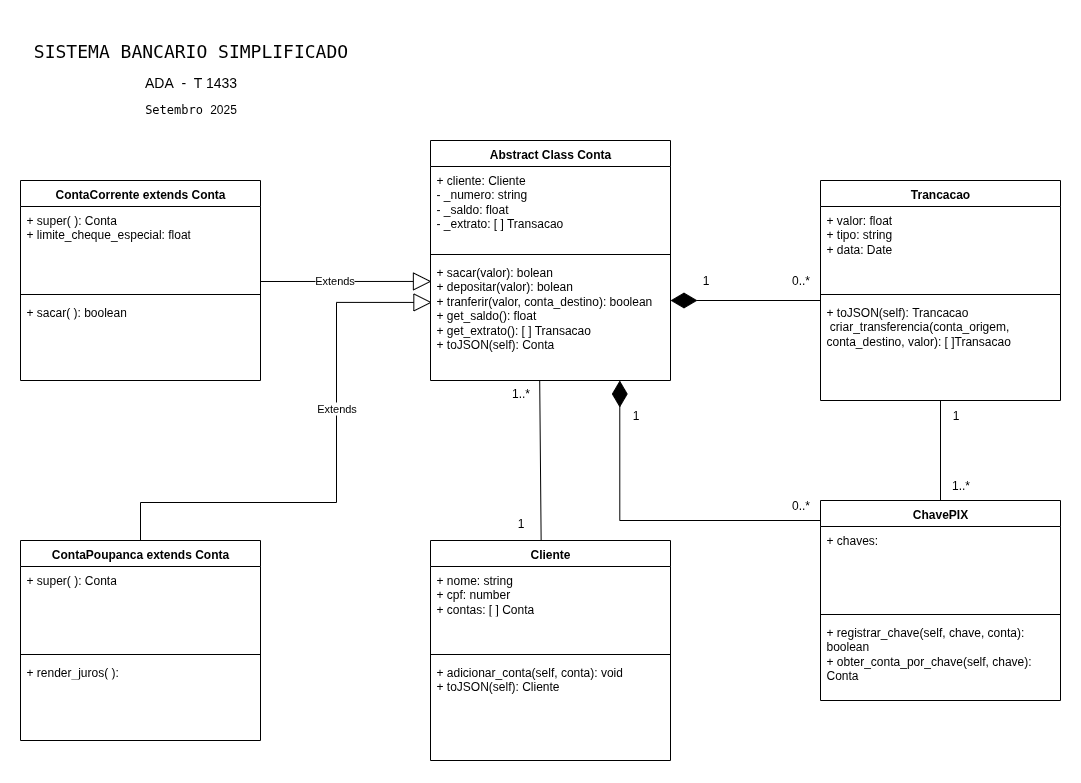 SISTEMA BANCARIO SIMPLIFICADO
ADA - T 1433
Setembro 2025
Abstract Class Conta
+ cliente: Cliente
- _numero: string
- _saldo: float
- _extrato: [ ] Transacao
+ sacar(valor): bolean
+ depositar(valor): bolean
+ tranferir(valor, conta_destino): boolean
+ get_saldo(): float
+ get_extrato(): [ ] Transacao
+ toJSON(self): Conta
ContaCorrente extends Conta
+ super( ): Conta
+ limite_cheque_especial: float
+ sacar( ): boolean
Extends
Extends
1
0..*
Trancacao
+ valor: float
+ tipo: string
+ data: Date
+ toJSON(self): Trancacao
criar_transferencia(conta_origem,
conta_destino, valor): [ ]Transacao
1..*
1
1
1
1..*
0..*
ContaPoupanca extends Conta
+ super( ): Conta
+ render_juros( ):
Cliente
+ nome: string
+ cpf: number
+ contas: [ ] Conta
+ adicionar_conta(self, conta): void
+ toJSON(self): Cliente
ChavePIX
+ chaves:
+ registrar_chave(self, chave, conta):
boolean
+ obter_conta_por_chave(self, chave):
Conta